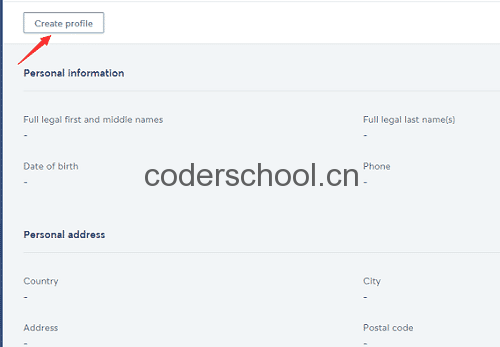 Create profile
Personal information
Full legal first and middle names
Full legal last name(s)
-
-
Date of birth
Phone
-
-
coderschool.cn
Personal address
Country
City
-
-
Address
Postal code